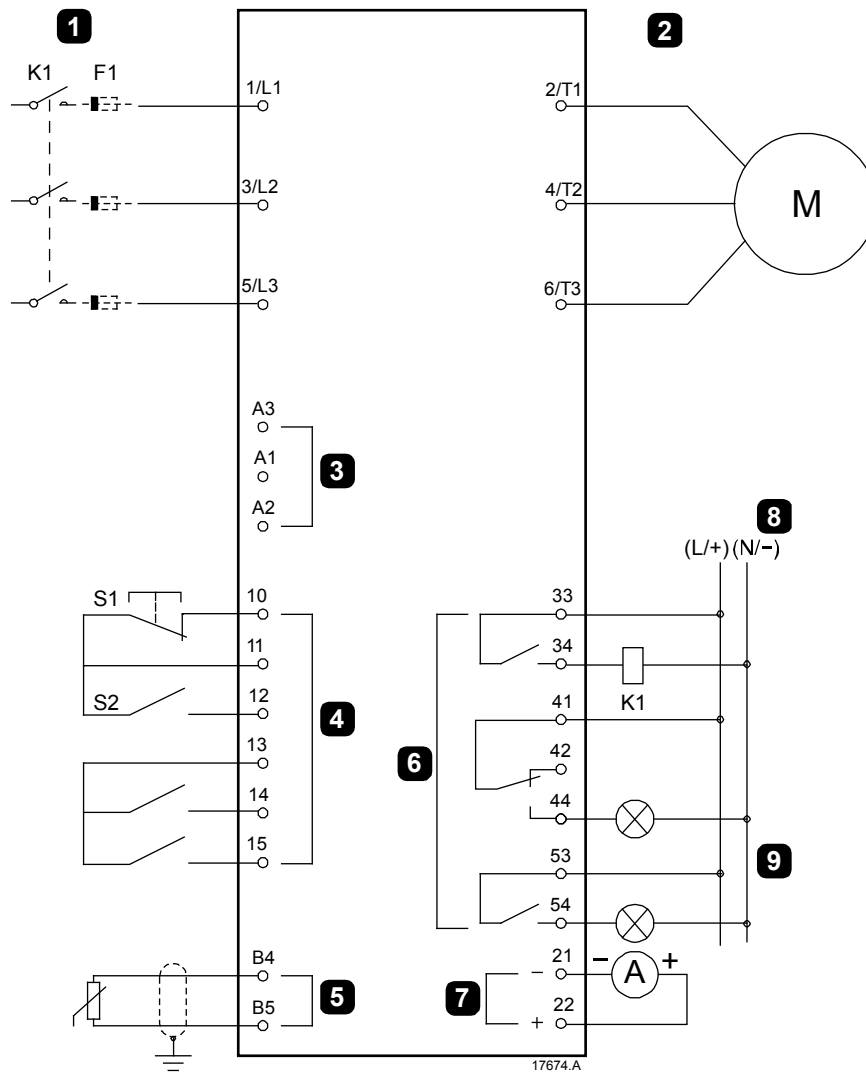 1
2
K1
F1
1/L1
2/T1
3/L2
4/T2
M
5/L3
6/T3
A3
A1
3
A2
8
(L/+) (N/−)
S1
10
33
11
34
S2
12
K1
4
41
13
6
42
14
44
15
53
9
54
B4
21
− A +
5
7
−
B5
22
+
17674.A